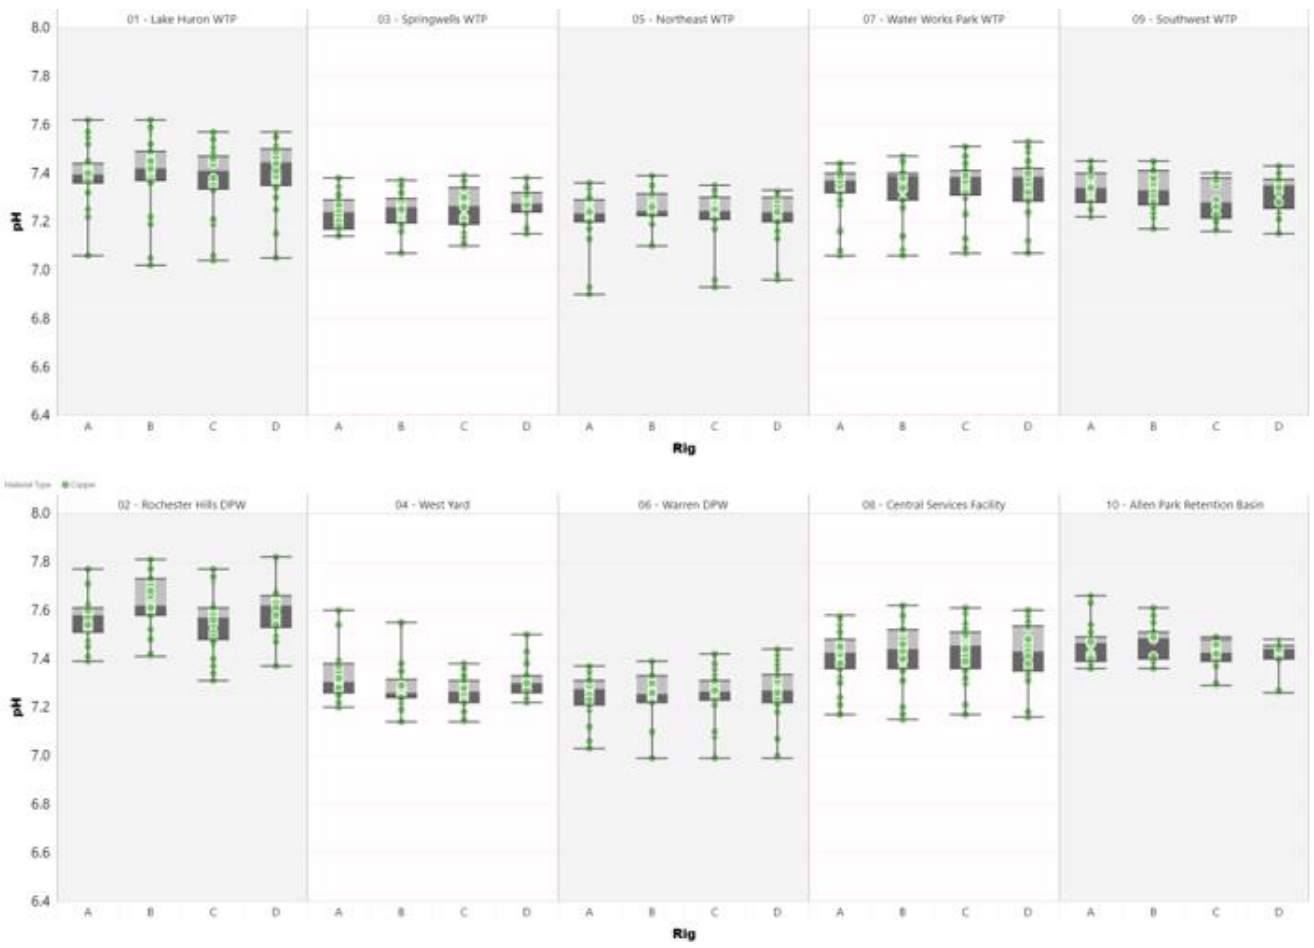 01 - Lake Huron WTP 03 - Springwells WTP 05 - Northeast WTP 07 - Water Works Park WTP 09 - Southwest WTP
8.0
7.8
7.6
7.4
7.2
7.0
6.8
6.6
6.4
pH
A B C D A B C D A B C D A B C D A B C D
Rig
Material Type Copper
02 - Rochester Hills DPW 04 - West Yard 06 - Warren DPW 08 - Central Services Facility 10 - Allen Park Retention Basin
8.0
7.8
7.6
7.4
7.2
7.0
6.8
6.6
6.4
pH
A B C D A B C D A B C D A B C D A B C D
Rig